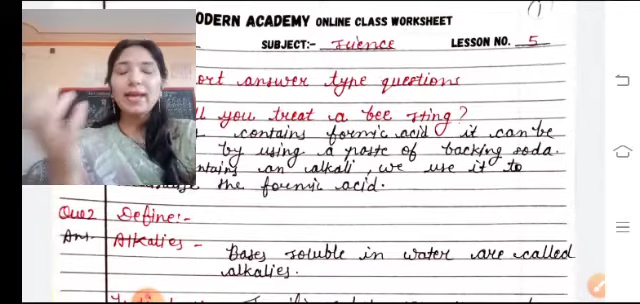 ODERN ACADEMY ONLINE CLASS WORKSHEET
SUBJECT:- Science LESSON NO. 5
ort answer type questions
ll you treat a bee sting?
contains formic acid it can be
by using a paste of backing soda.
ntains an alkali, we use it to
the formic acid.
Que2 Define:-
Ans. Alkalies - Bases soluble in water are called
alkalies.